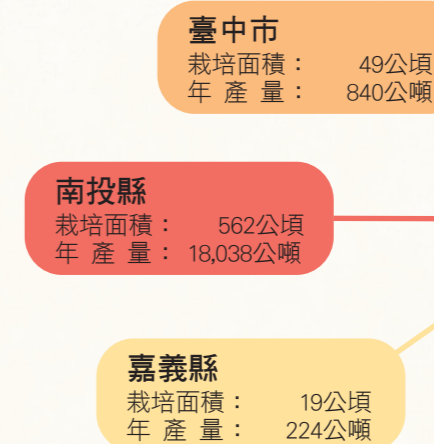 臺中市
栽培面積： 49公頃
年產量： 840公噸
南投縣
栽培面積： 562公頃
年產量： 18,038公噸
嘉義縣
栽培面積： 19公頃
年產量： 224公噸